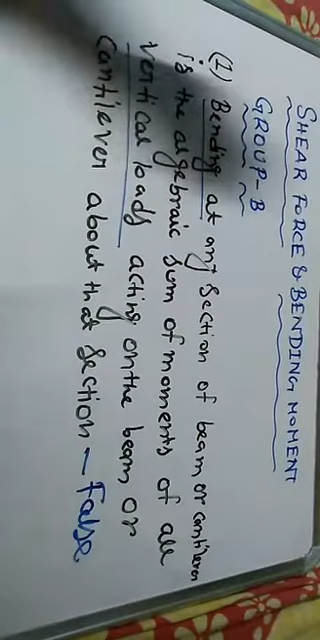 SHEAR FORCE & BENDING MOMENT
GROUP-B
(1) Bending at any section of beam or cantilever
is the algebraic sum of moments of all
vertical loads acting on the beam or
cantilever about that section - False